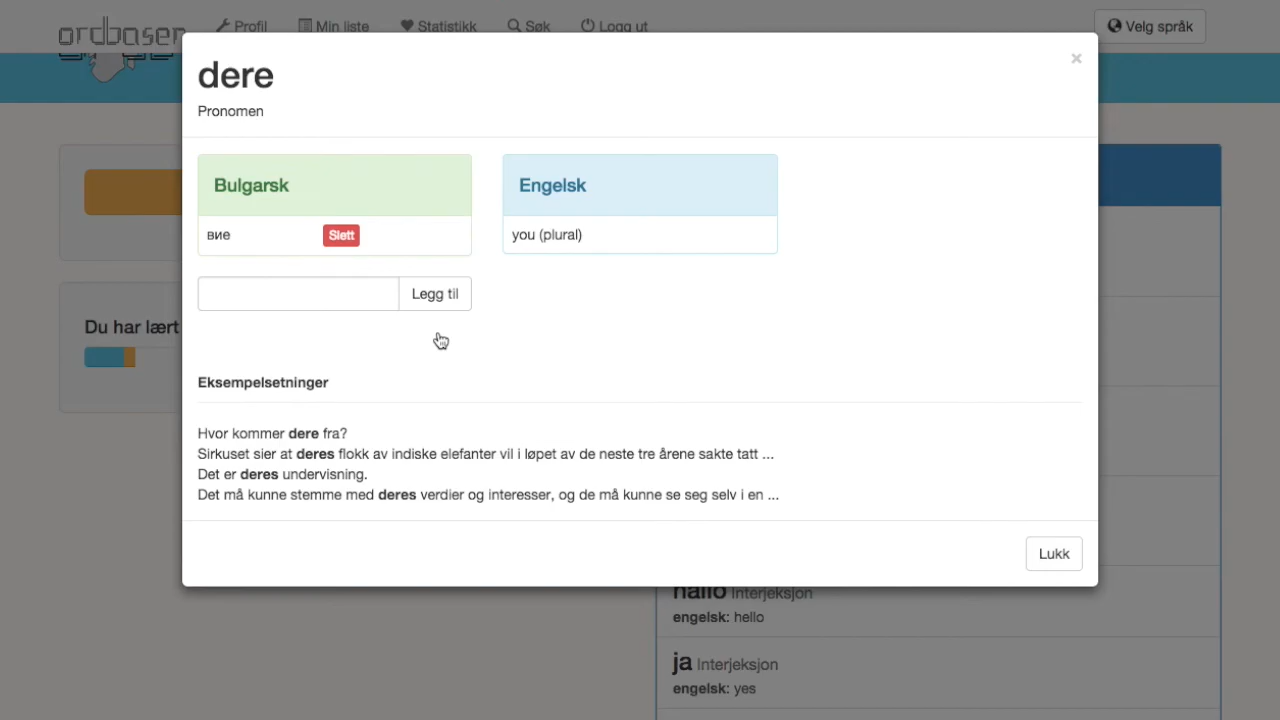 ordbasen
Profil Min liste Statistikk Søk Logg ut Velg språk
×
dere
Pronomen
Bulgarsk
вие Slett
Legg til
Engelsk
you (plural)
Du har lært
Eksempelsetninger
Hvor kommer dere fra?
Sirkuset sier at deres flokk av indiske elefanter vil i løpet av de neste tre årene sakte tatt ...
Det er deres undervisning.
Det må kunne stemme med deres verdier og interesser, og de må kunne se seg selv i en ...
Lukk
hallo Interjeksjon
engelsk: hello
ja Interjeksjon
engelsk: yes